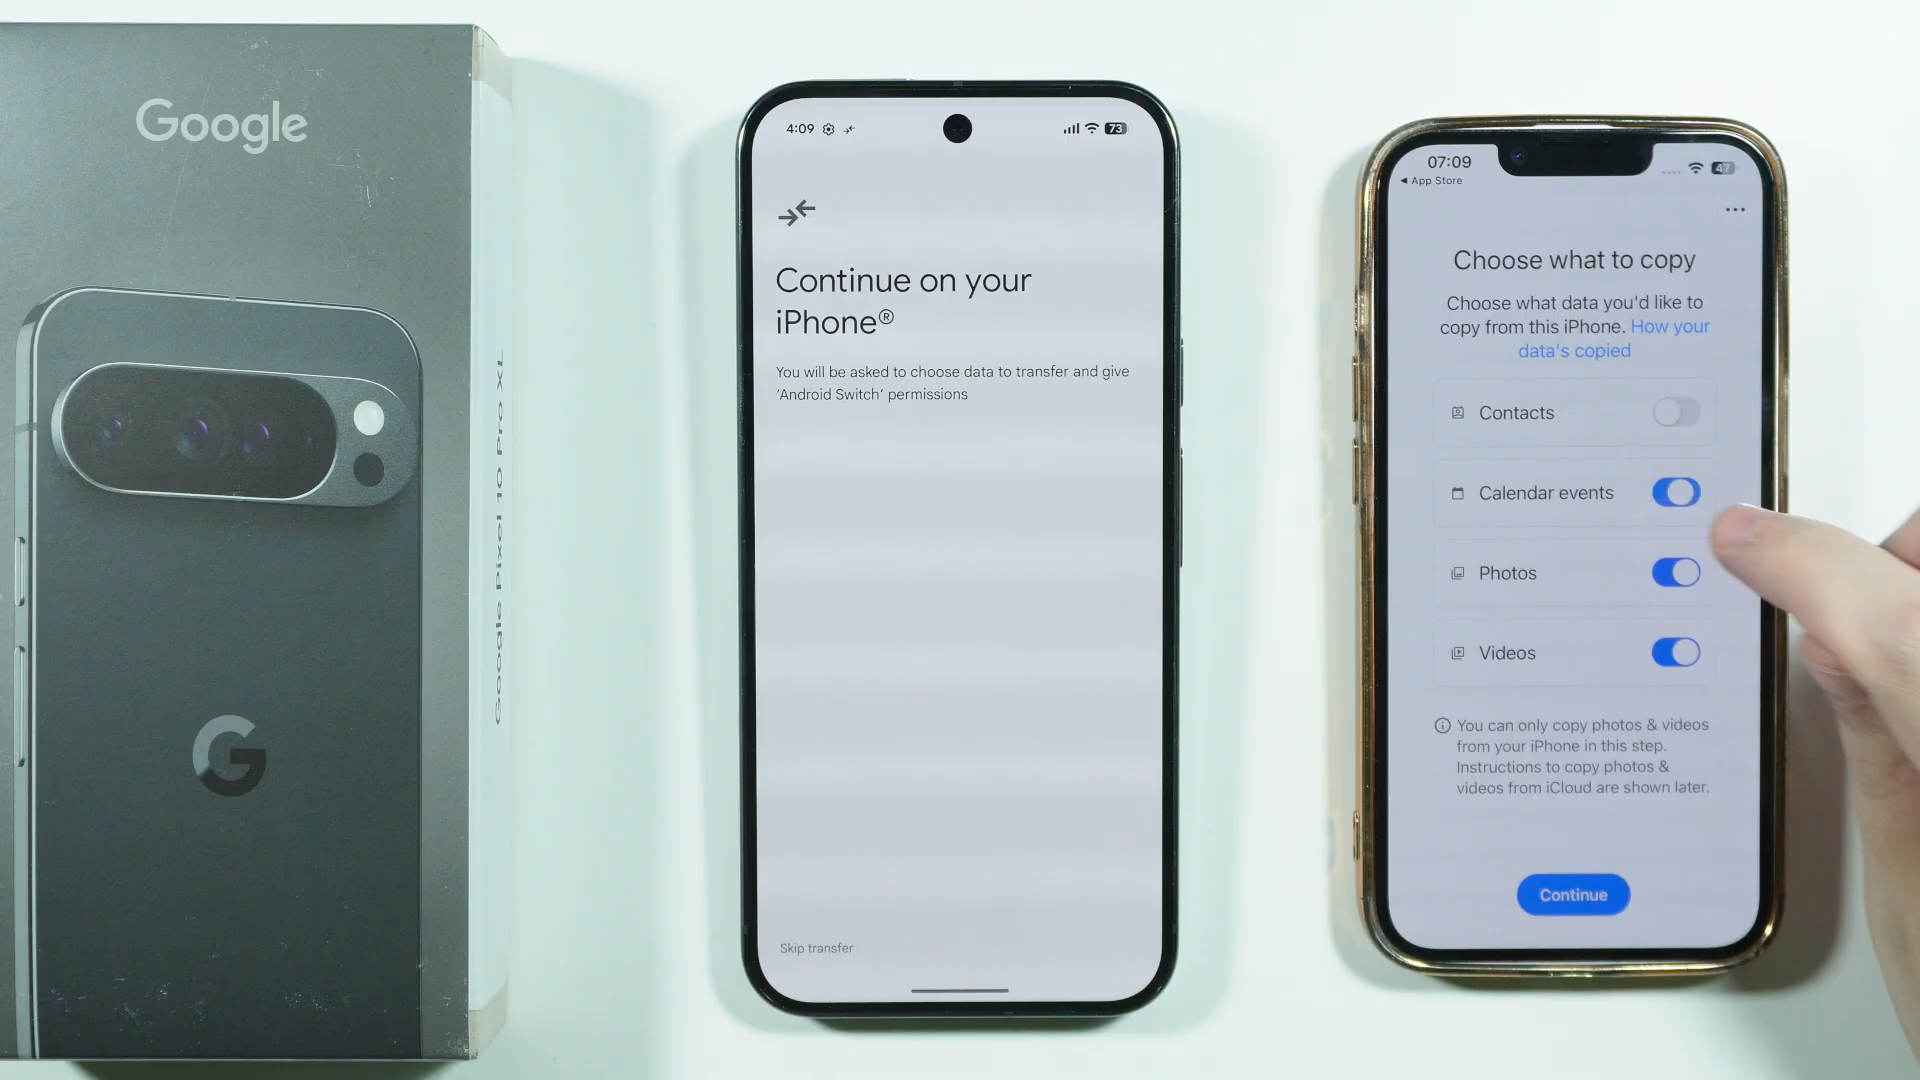 Google
Google Pixel 10 Pro XL
4:09
73
Continue on your
iPhone®
You will be asked to choose data to transfer and give
‘Android Switch’ permissions
Skip transfer
07:09
47
App Store
Choose what to copy
Choose what data you'd like to
copy from this iPhone. How your
data's copied
Contacts
Calendar events
Photos
Videos
You can only copy photos & videos
from your iPhone in this step.
Instructions to copy photos &
videos from iCloud are shown later.
Continue